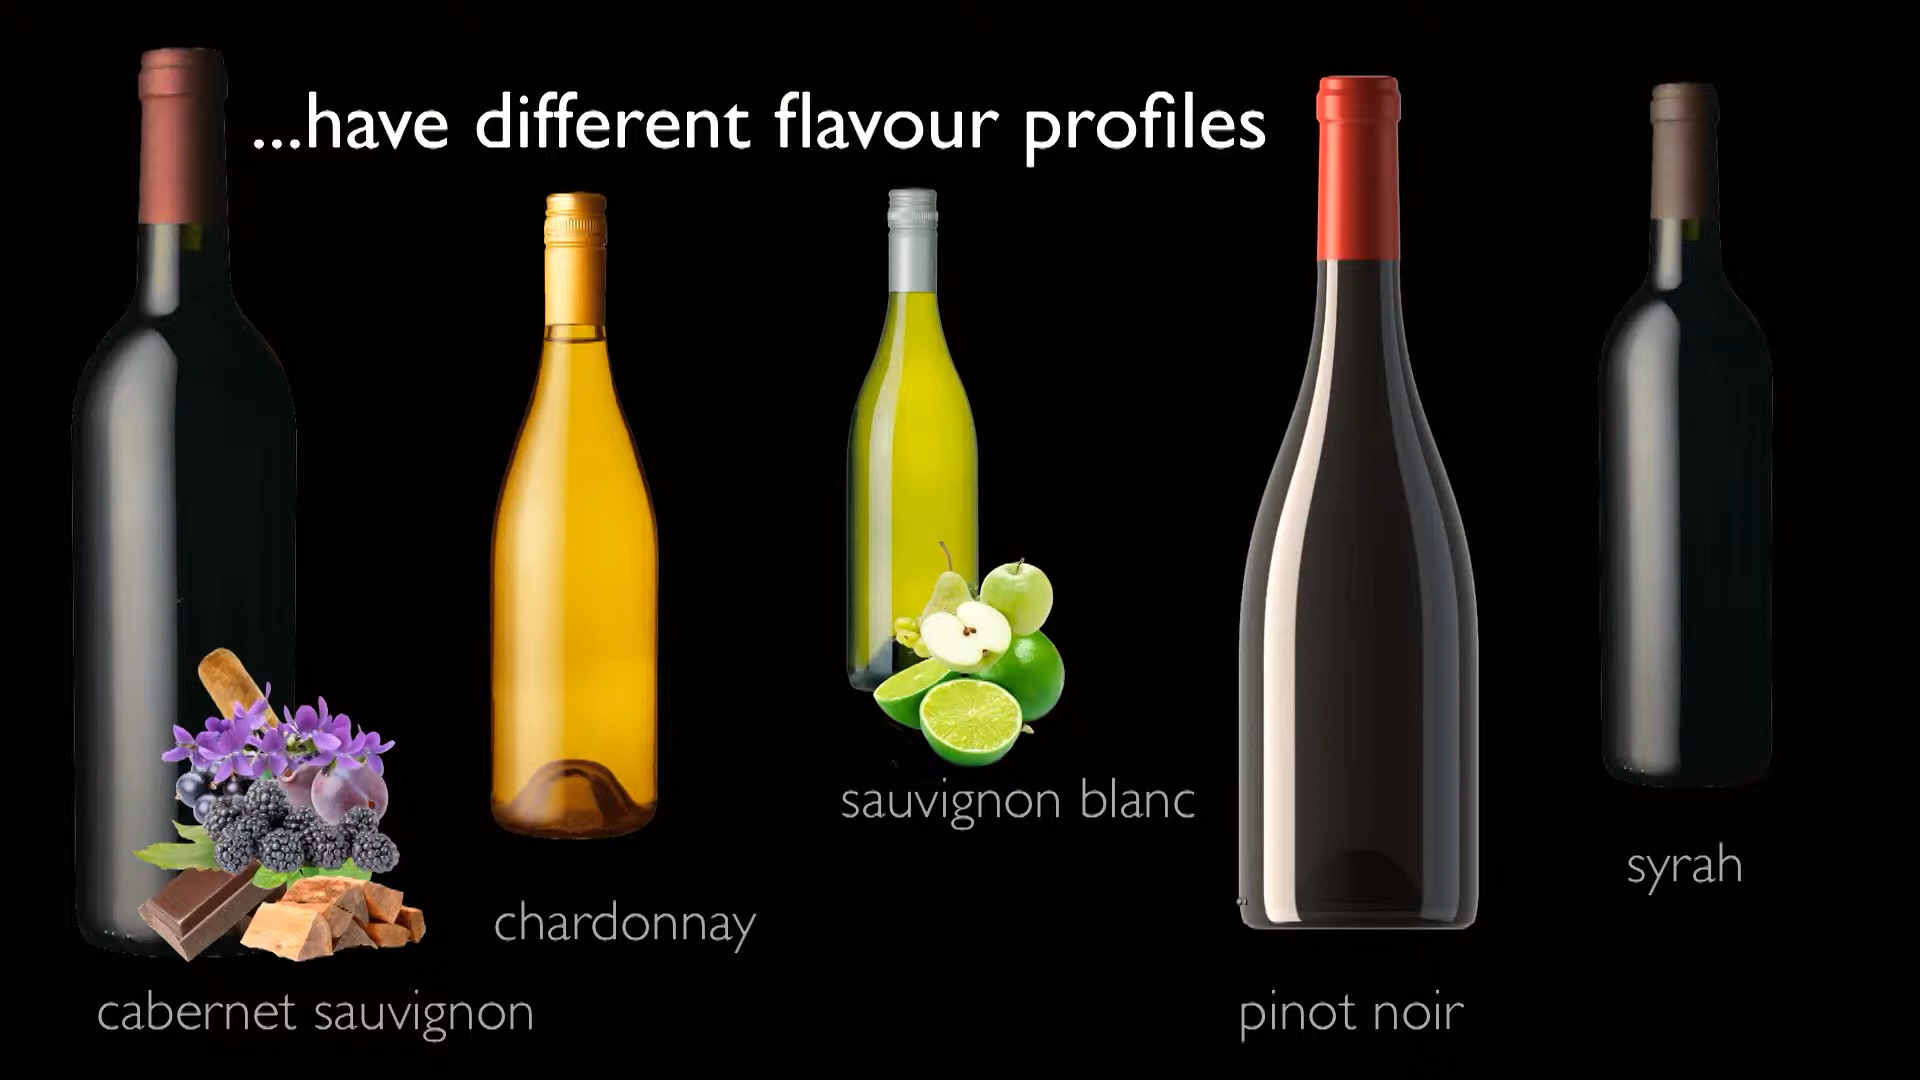 ...have different flavour profiles
sauvignon blanc
syrah
chardonnay
cabernet sauvignon
pinot noir